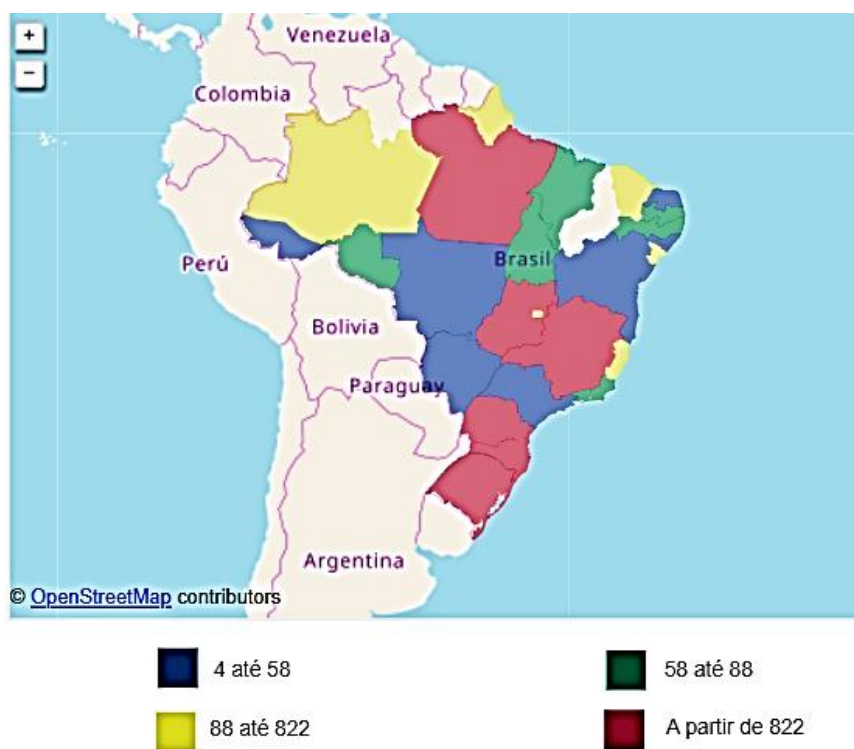 +
−
Venezuela
Colombia
Perú
Brasil
Bolivia
Paraguay
Argentina
© OpenStreetMap contributors
4 até 58
58 até 88
88 até 822
A partir de 822